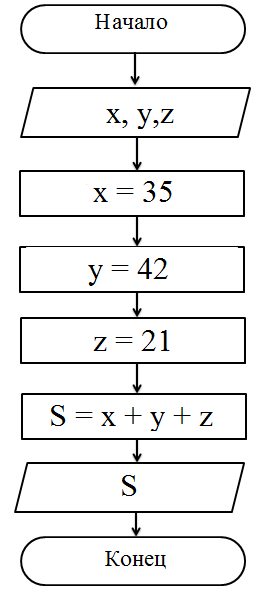 Начало
x, y,z
x = 35
y = 42
z = 21
S = x + y + z
S
Конец